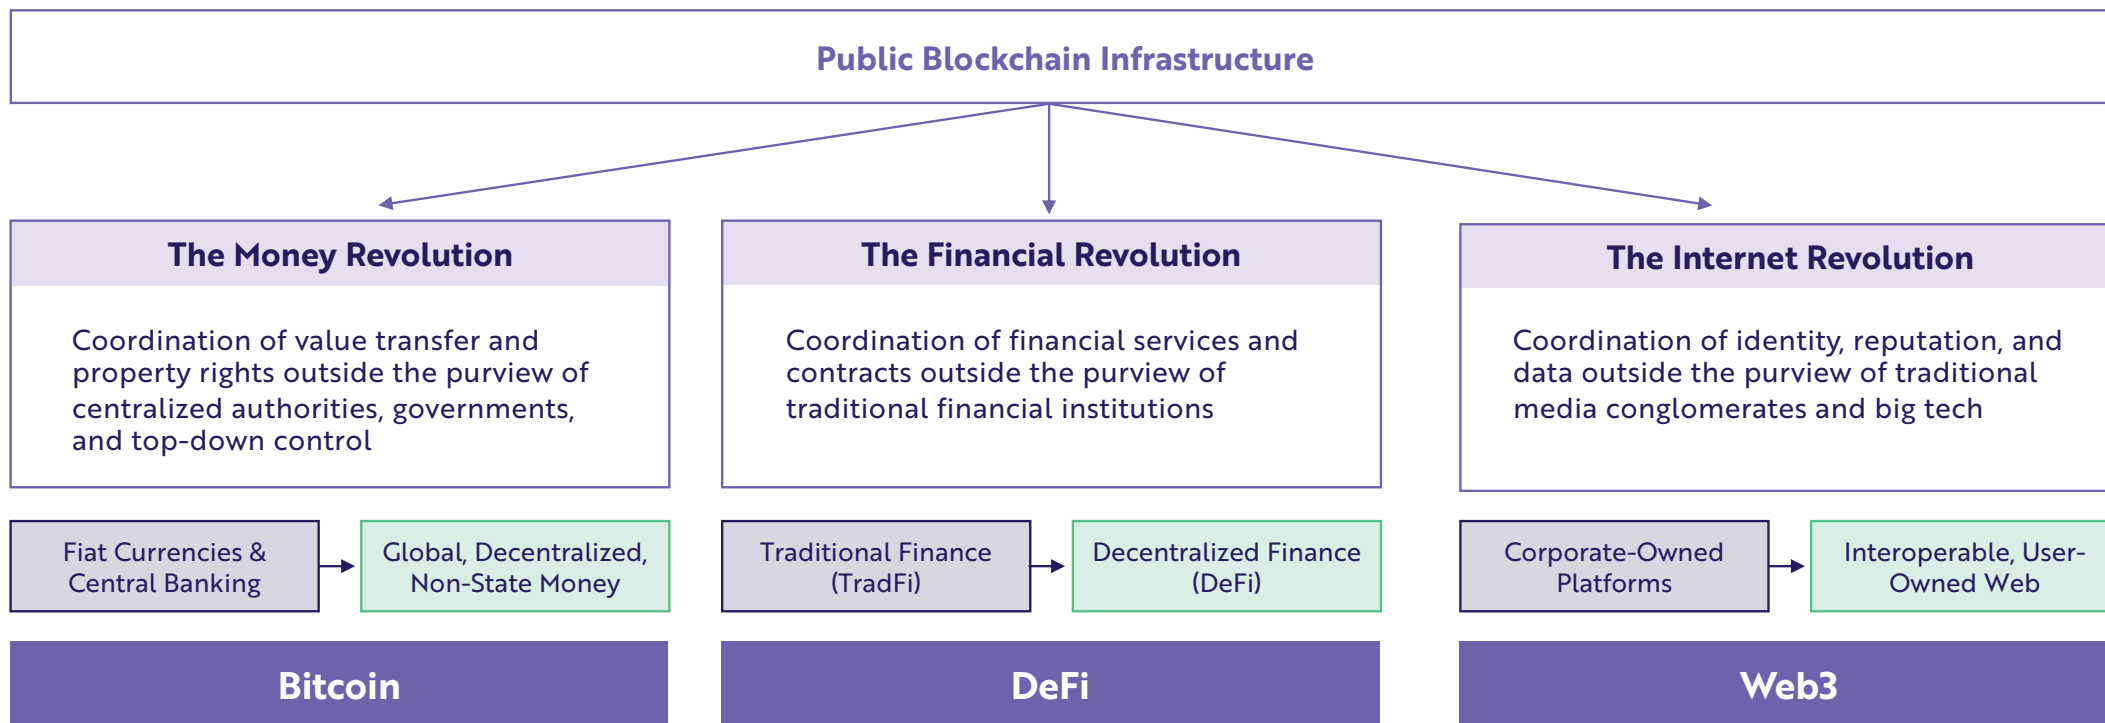 Public Blockchain Infrastructure
The Money Revolution
Coordination of value transfer and
property rights outside the purview of
centralized authorities, governments,
and top-down control
Fiat Currencies &
Central Banking
Global, Decentralized,
Non-State Money
Bitcoin
The Financial Revolution
Coordination of financial services and
contracts outside the purview of
traditional financial institutions
Traditional Finance
(TradFi)
Decentralized Finance
(DeFi)
DeFi
The Internet Revolution
Coordination of identity, reputation, and
data outside the purview of traditional
media conglomerates and big tech
Corporate-Owned
Platforms
Interoperable, User-
Owned Web
Web3